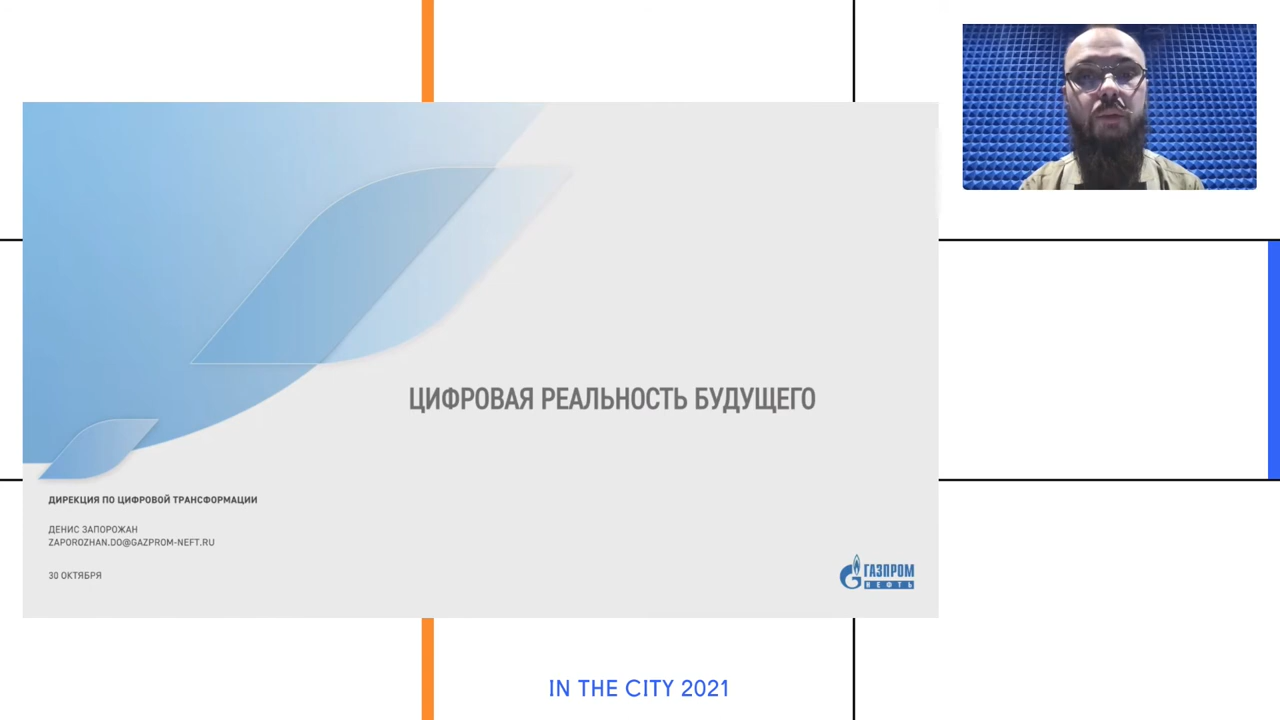 ЦИФРОВАЯ РЕАЛЬНОСТЬ БУДУЩЕГО
ДИРЕКЦИЯ ПО ЦИФРОВОЙ ТРАНСФОРМАЦИИ
ДЕНИС ЗАПОРОЖАН
ZAPOROZHAN.DO@GAZPROM-NEFT.RU
30 ОКТЯБРЯ
ГАЗПРОМ
НЕФТЬ
IN THE CITY 2021